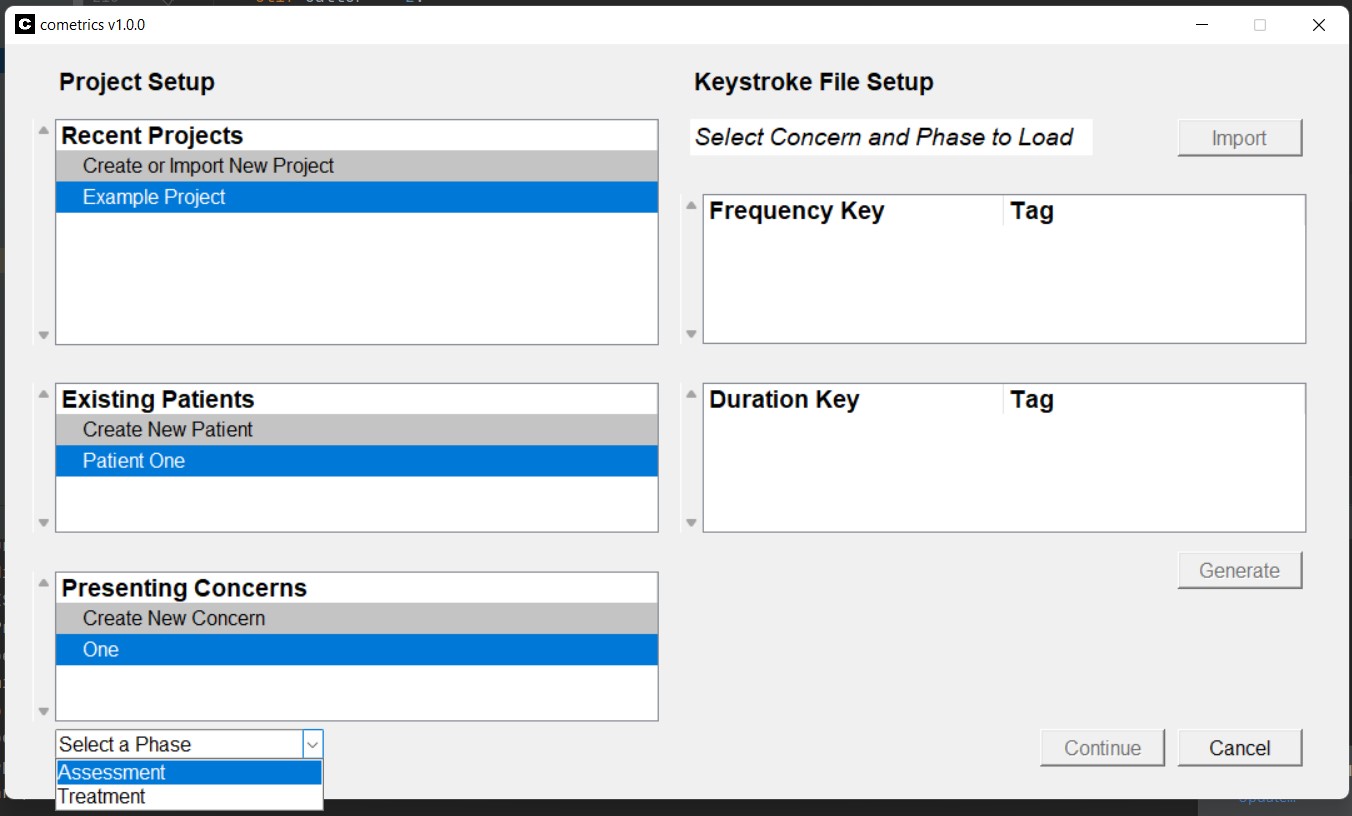 cometrics v1.0.0
Project Setup
Recent Projects
Create or Import New Project
Example Project
Existing Patients
Create New Patient
Patient One
Presenting Concerns
Create New Concern
One
Select a Phase
Assessment
Treatment
Keystroke File Setup
Select Concern and Phase to Load
Import
Frequency Key Tag
Duration Key Tag
Generate
Continue Cancel